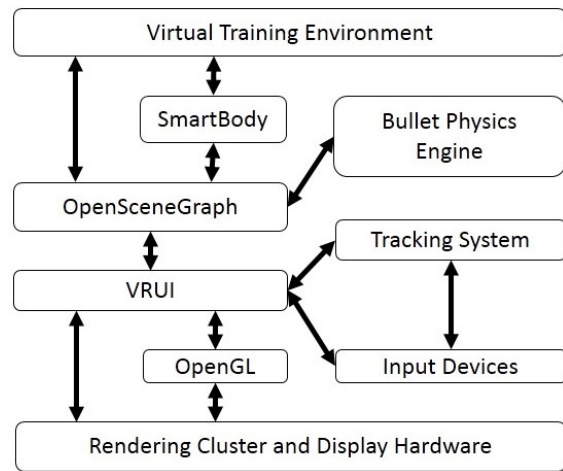 Virtual Training Environment
SmartBody
Bullet Physics
Engine
OpenSceneGraph
Tracking System
VRUI
OpenGL
Input Devices
Rendering Cluster and Display Hardware